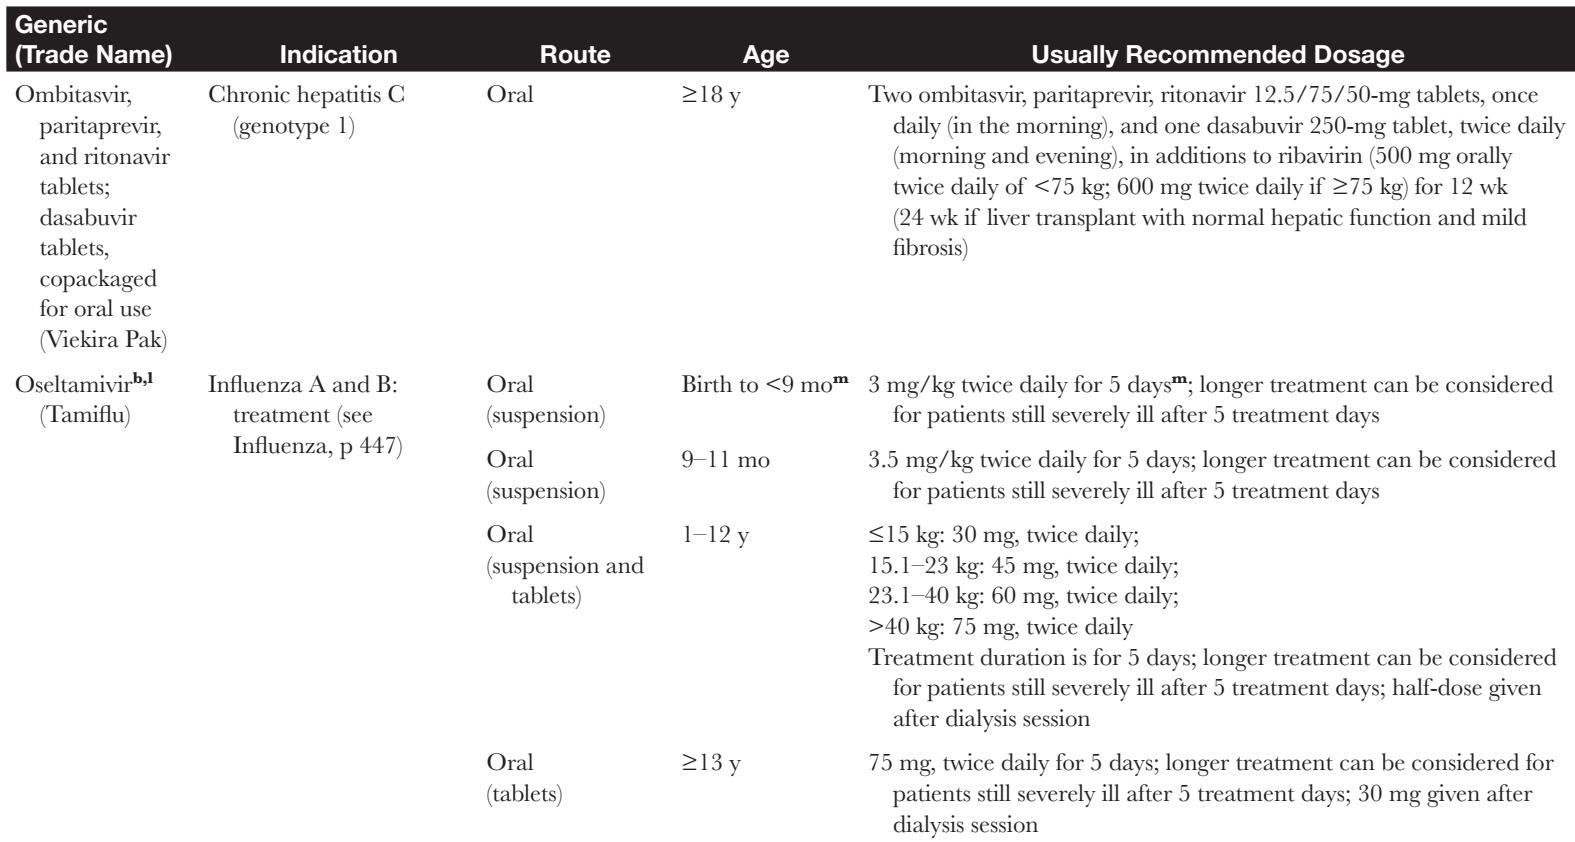 Generic
(Trade Name) Indication Route Age Usually Recommended Dosage
Ombitasvir,
paritaprevir,
and ritonavir
tablets;
dasabuvir
tablets,
copackaged
for oral use
(Viekira Pak)
Chronic hepatitis C
(genotype 1)
Oral
≥18 y
Two ombitasvir, paritaprevir, ritonavir 12.5/75/50-mg tablets, once
daily (in the morning), and one dasabuvir 250-mg tablet, twice daily
(morning and evening), in additions to ribavirin (500 mg orally
twice daily of <75 kg; 600 mg twice daily if ≥75 kg) for 12 wk
(24 wk if liver transplant with normal hepatic function and mild
fibrosis)
Oseltamivirb,l
(Tamiflu)
Influenza A and B:
treatment (see
Influenza, p 447)
Oral
(suspension)
Birth to <9 mom
3 mg/kg twice daily for 5 daysm; longer treatment can be considered
for patients still severely ill after 5 treatment days
Oral
(suspension)
9–11 mo
3.5 mg/kg twice daily for 5 days; longer treatment can be considered
for patients still severely ill after 5 treatment days
Oral
(suspension and
tablets)
1–12 y
≤15 kg: 30 mg, twice daily;
15.1–23 kg: 45 mg, twice daily;
23.1–40 kg: 60 mg, twice daily;
>40 kg: 75 mg, twice daily
Treatment duration is for 5 days; longer treatment can be considered
for patients still severely ill after 5 treatment days; half-dose given
after dialysis session
Oral
(tablets)
≥13 y
75 mg, twice daily for 5 days; longer treatment can be considered for
patients still severely ill after 5 treatment days; 30 mg given after
dialysis session